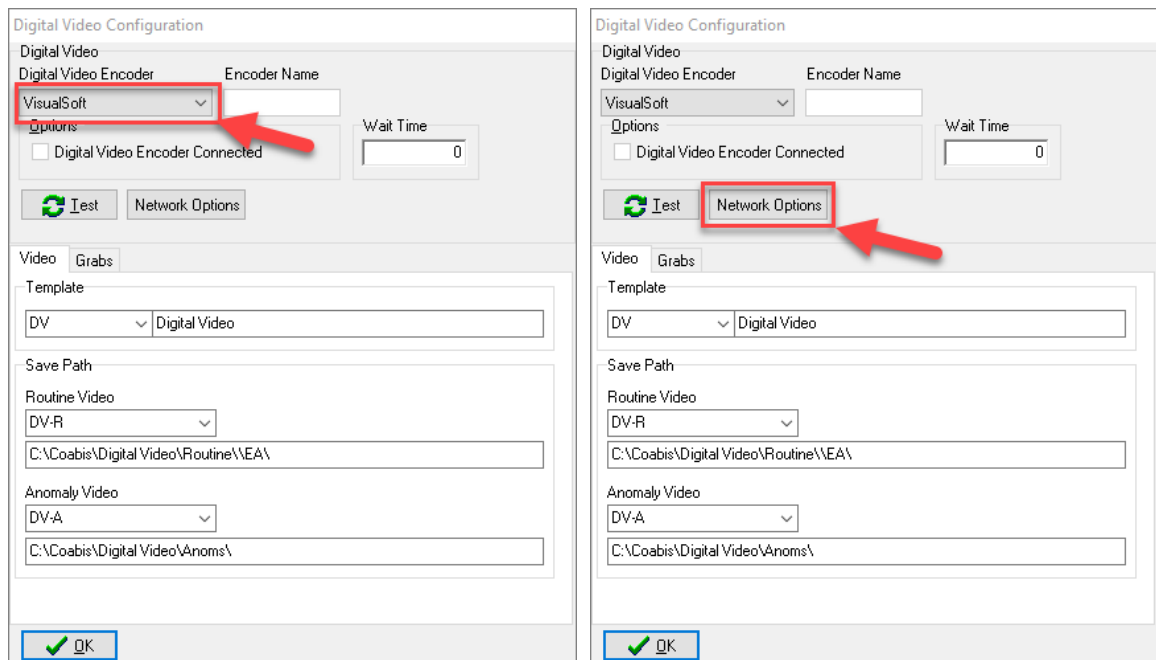 Digital Video Configuration
Digital Video
Digital Video Encoder Encoder Name
VisualSoft
Options Wait Time
Digital Video Encoder Connected 0
Test Network Options
Video Grabs
Template
DV Digital Video
Save Path
Routine Video
DV-R
C:\Coabis\Digital Video\Routine\\EA\
Anomaly Video
DV-A
C:\Coabis\Digital Video\Anoms\
OK
Digital Video Configuration
Digital Video
Digital Video Encoder Encoder Name
VisualSoft
Options Wait Time
Digital Video Encoder Connected 0
Test Network Options
Video Grabs
Template
DV Digital Video
Save Path
Routine Video
DV-R
C:\Coabis\Digital Video\Routine\\EA\
Anomaly Video
DV-A
C:\Coabis\Digital Video\Anoms\
OK